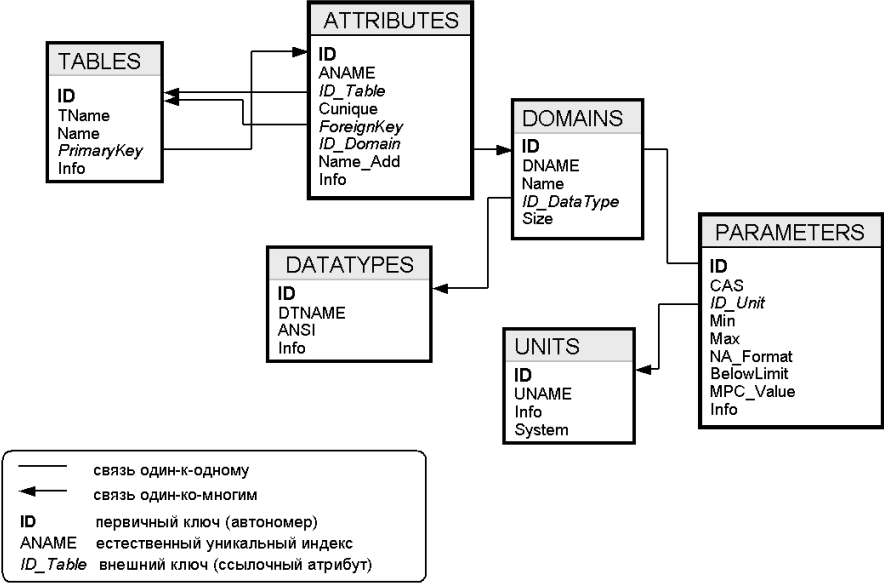 TABLES
ID
TName
Name
PrimaryKey
Info
ATTRIBUTES
ID
ANAME
ID_Table
Cunique
ForeignKey
ID_Domain
Name_Add
Info
DOMAINS
ID
DNAME
Name
ID_DataType
Size
DATATYPES
ID
DTNAME
ANSI
Info
PARAMETERS
ID
CAS
ID_Unit
Min
Max
NA_Format
BelowLimit
MPC_Value
Info
UNITS
ID
UNAME
Info
System
связь один-к-одному
связь один-ко-многим
ID первичный ключ (автономер)
ANAME естественный уникальный индекс
ID_Table внешний ключ (ссылочный атрибут)